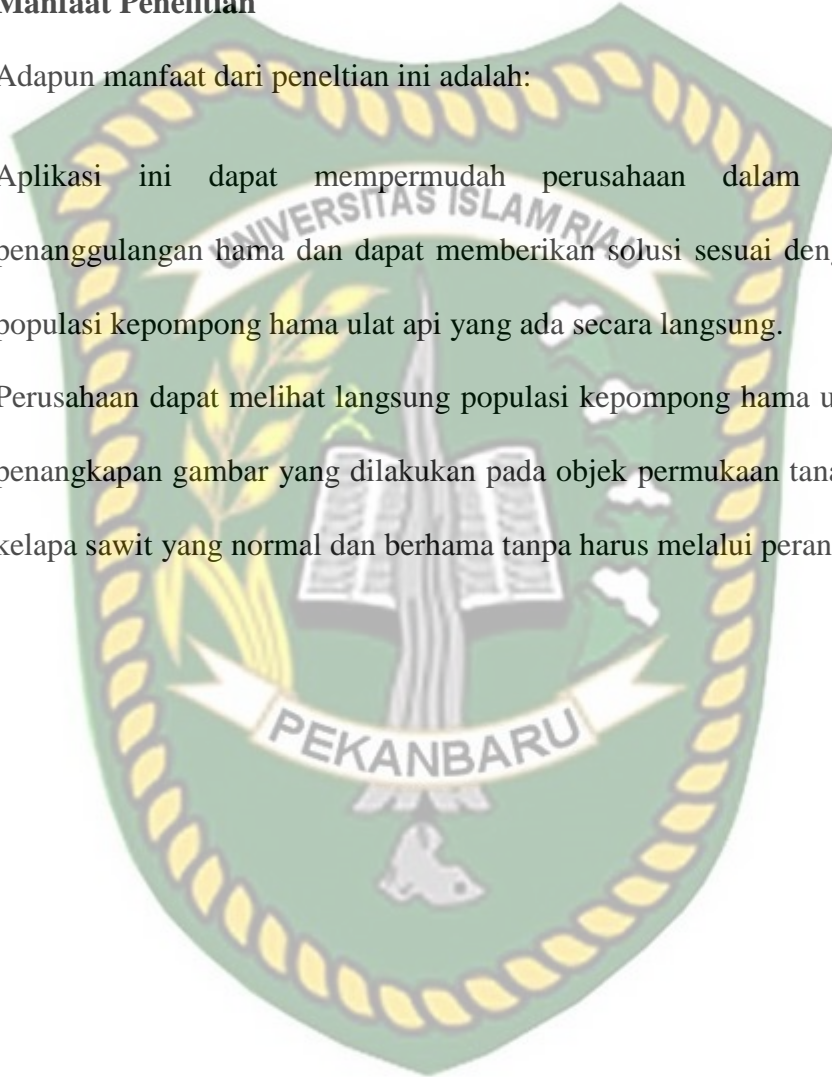 Manfaat Penelitian
Adapun manfaat dari peneltian ini adalah:
Aplikasi ini dapat mempermudah perusahaan dalam
penanggulangan hama dan dapat memberikan solusi sesuai deng
populasi kepompong hama ulat api yang ada secara langsung.
Perusahaan dapat melihat langsung populasi kepompong hama u
penangkapan gambar yang dilakukan pada objek permukaan tana
kelapa sawit yang normal dan berhama tanpa harus melalui peran
UNIVERSITAS ISLAM RIAU
PEKANBARU